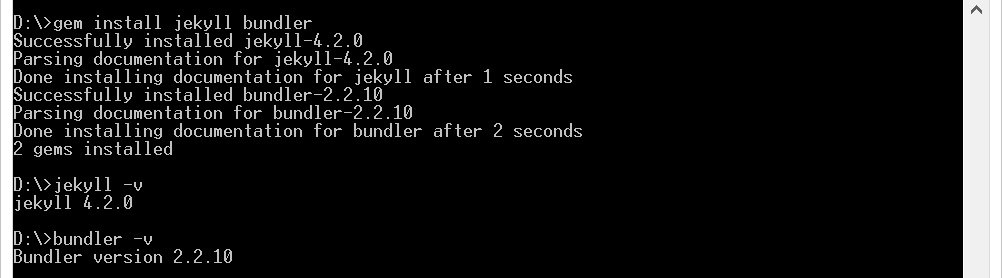 D:\>gem install jekyll bundler
Successfully installed jekyll-4.2.0
Parsing documentation for jekyll-4.2.0
Done installing documentation for jekyll after 1 seconds
Successfully installed bundler-2.2.10
Parsing documentation for bundler-2.2.10
Done installing documentation for bundler after 2 seconds
2 gems installed
D:\>jekyll -v
jekyll 4.2.0
D:\>bundler -v
Bundler version 2.2.10